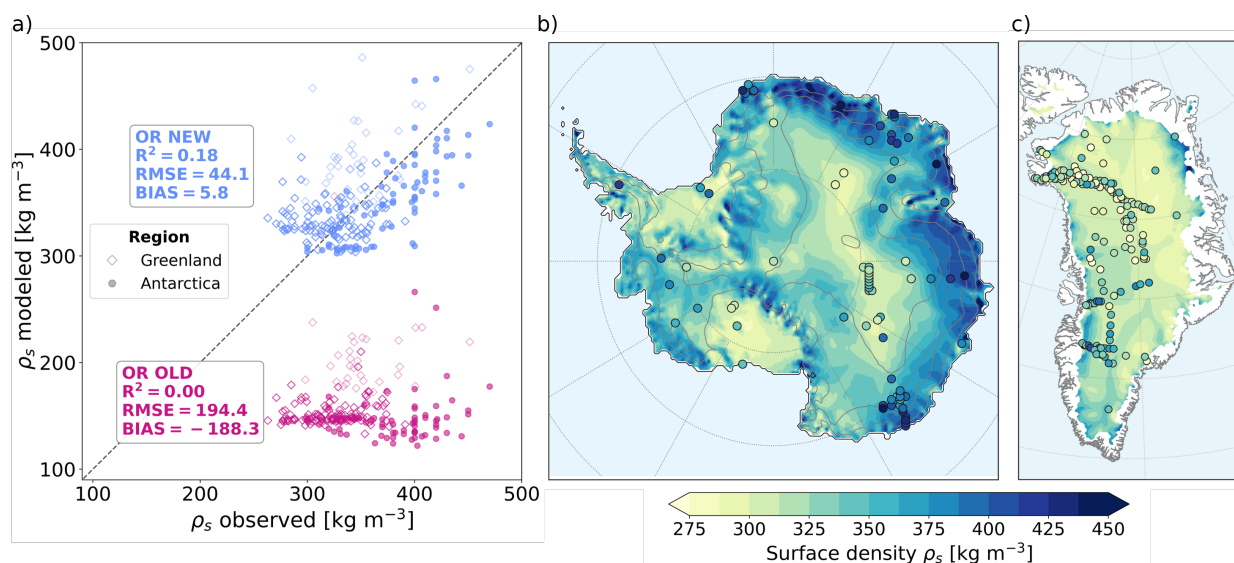 a)
b)
c)
500
400
300
200
100
ρs modeled [kg m⁻³]
OR NEW
R² = 0.18
RMSE = 44.1
BIAS = 5.8
Region
Greenland
Antarctica
OR OLD
R² = 0.00
RMSE = 194.4
BIAS = − 188.3
100 200 300 400 500
ρs observed [kg m⁻³]
275 300 325 350 375 400 425 450
Surface density ρs [kg m⁻³]